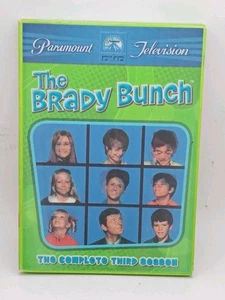 Paramount Television
The
BRADY BUNCH
THE COMPLETE THIRD SEASON